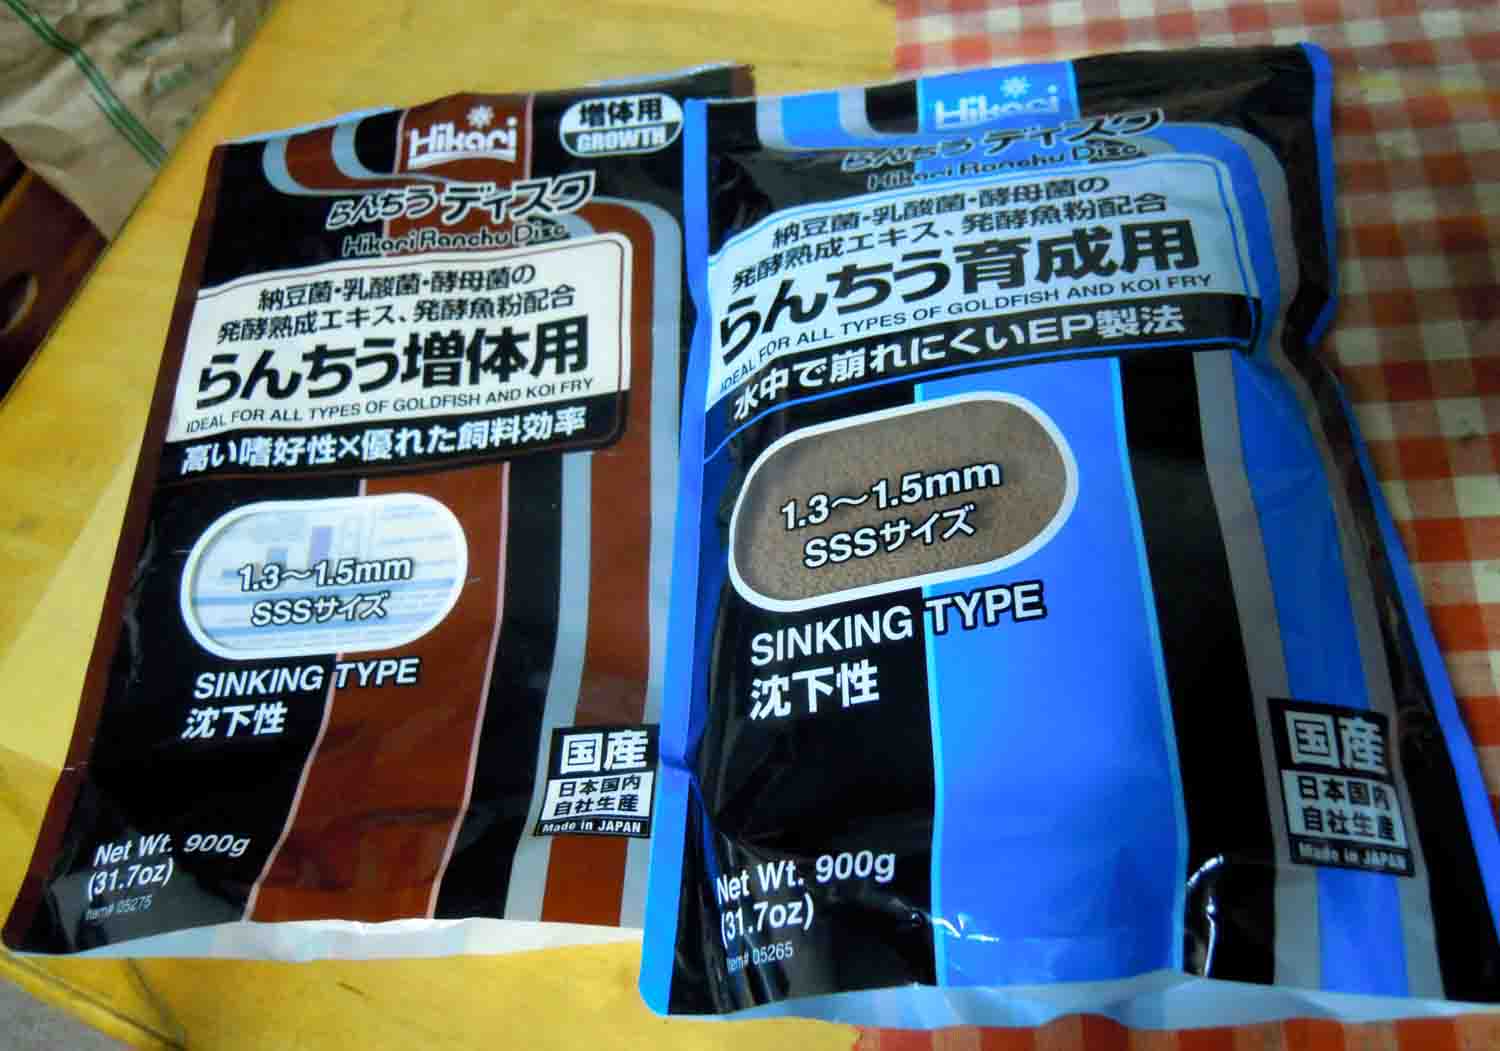 Hikari
増体用
GROWTH
らんちうディスク
Hikari Ranchu Disc
納豆菌・乳酸菌・酵母菌の
発酵熟成エキス、発酵魚粉配合
らんちう増体用
IDEAL FOR ALL TYPES OF GOLDFISH AND KOI FRY
高い嗜好性×優れた飼料効率
1.3～1.5mm
SSSサイズ
SINKING TYPE
沈下性
国産
日本国内
自社生産
Made in JAPAN
Net Wt. 900g
(31.7oz)
Item# 05275
Hikari
らんちうディスク
Hikari Ranchu Disc
納豆菌・乳酸菌・酵母菌の
発酵熟成エキス、発酵魚粉配合
らんちう育成用
IDEAL FOR ALL TYPES OF GOLDFISH AND KOI FRY
水中で崩れにくいEP製法
1.3～1.5mm
SSSサイズ
SINKING TYPE
沈下性
国産
日本国内
自社生産
Made in JAPAN
Net Wt. 900g
(31.7oz)
Item# 05265